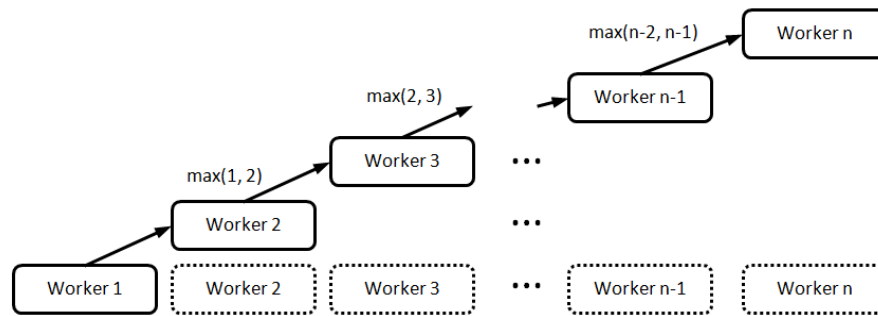 max(n-2, n-1)
Worker n
max(2, 3)
Worker n-1
max(1, 2)
Worker 3
...
Worker 2
...
Worker 1
Worker 2
Worker 3
...
Worker n-1
Worker n